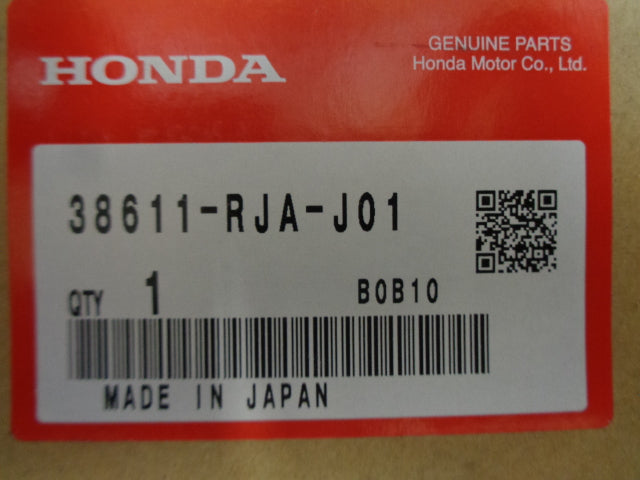 HONDA
GENUINE PARTS
Honda Motor Co., Ltd.
38611-RJA-J01
QTY 1 B0B10
MADE IN JAPAN